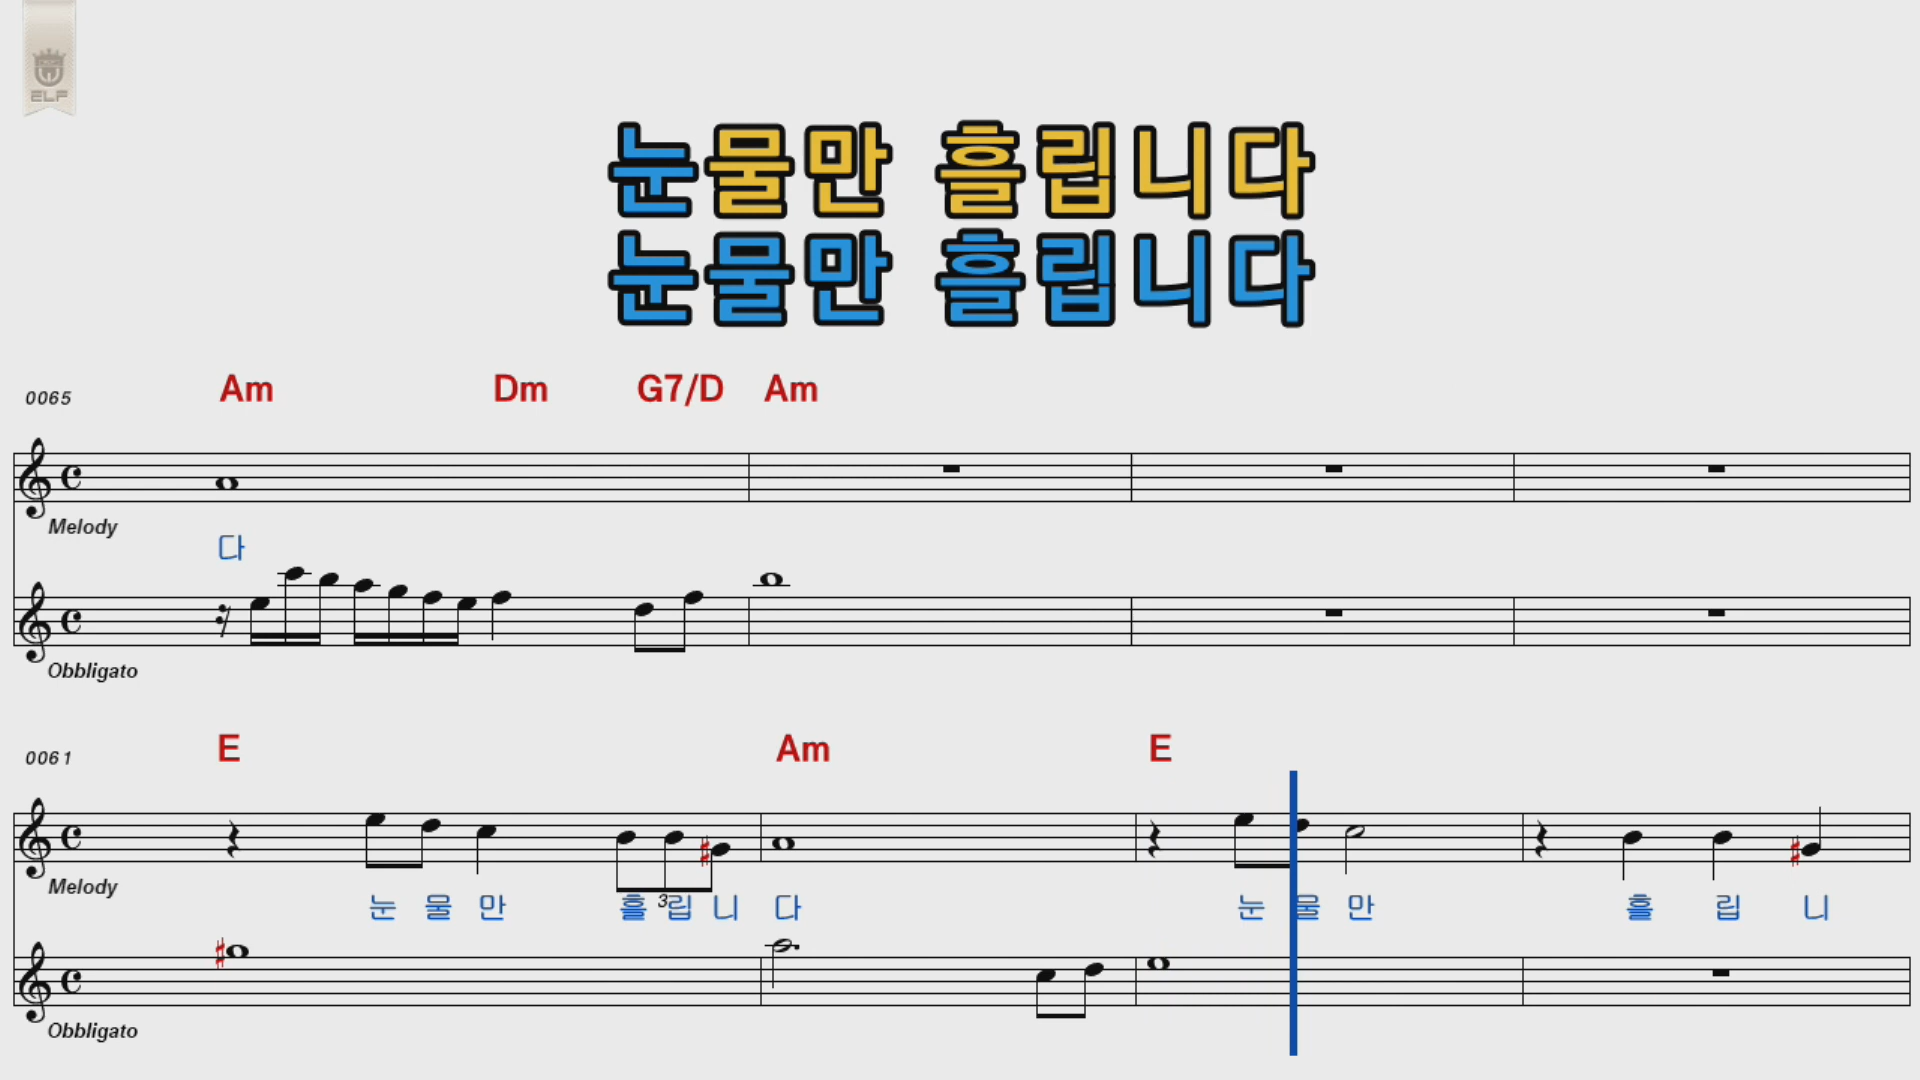 ELF
눈물만 흘립니다
눈물만 흘립니다
0065 Am Dm G7/D Am
Melody
다
Obbligato
0061 E Am E
Melody
눈 물 만 흘 3 립 니 다 눈 물 만 흘 립 니
Obbligato